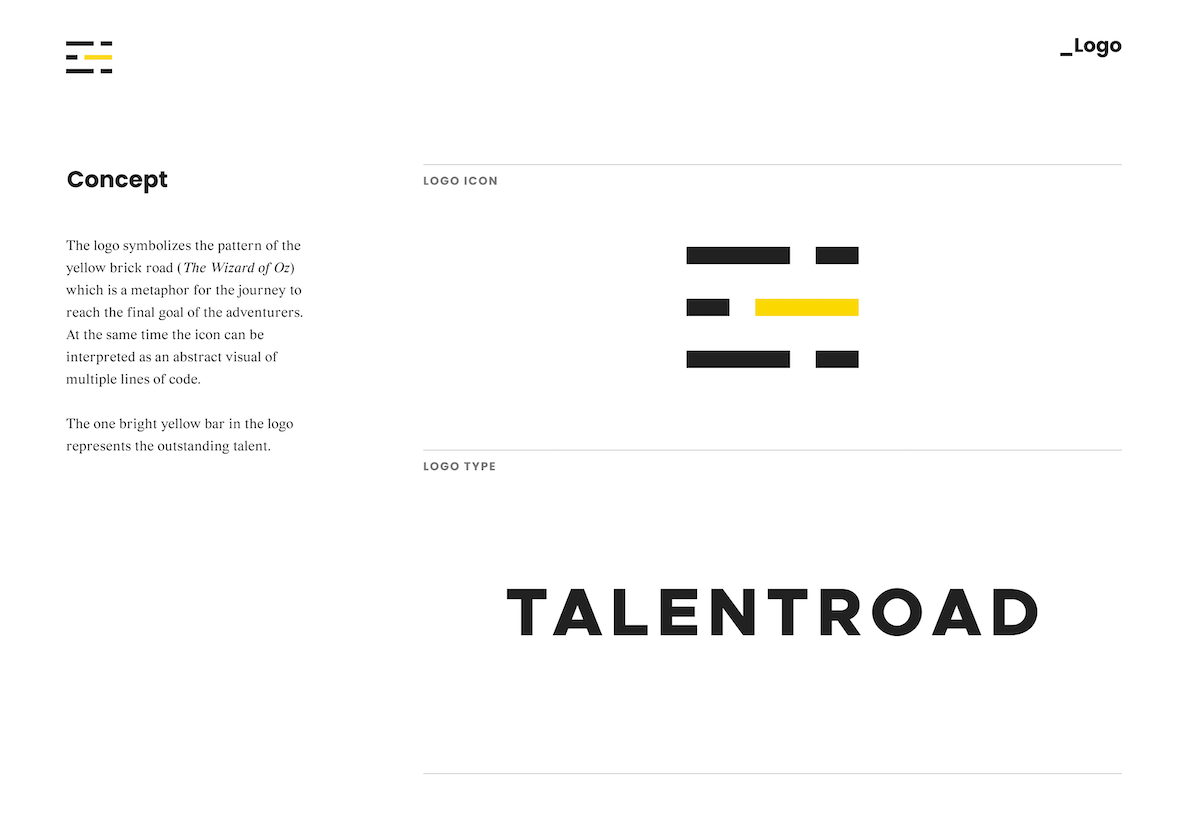 _Logo
Concept
The logo symbolizes the pattern of the
yellow brick road (The Wizard of Oz)
which is a metaphor for the journey to
reach the final goal of the adventurers.
At the same time the icon can be
interpreted as an abstract visual of
multiple lines of code.
The one bright yellow bar in the logo
represents the outstanding talent.
LOGO ICON
LOGO TYPE
TALENTROAD